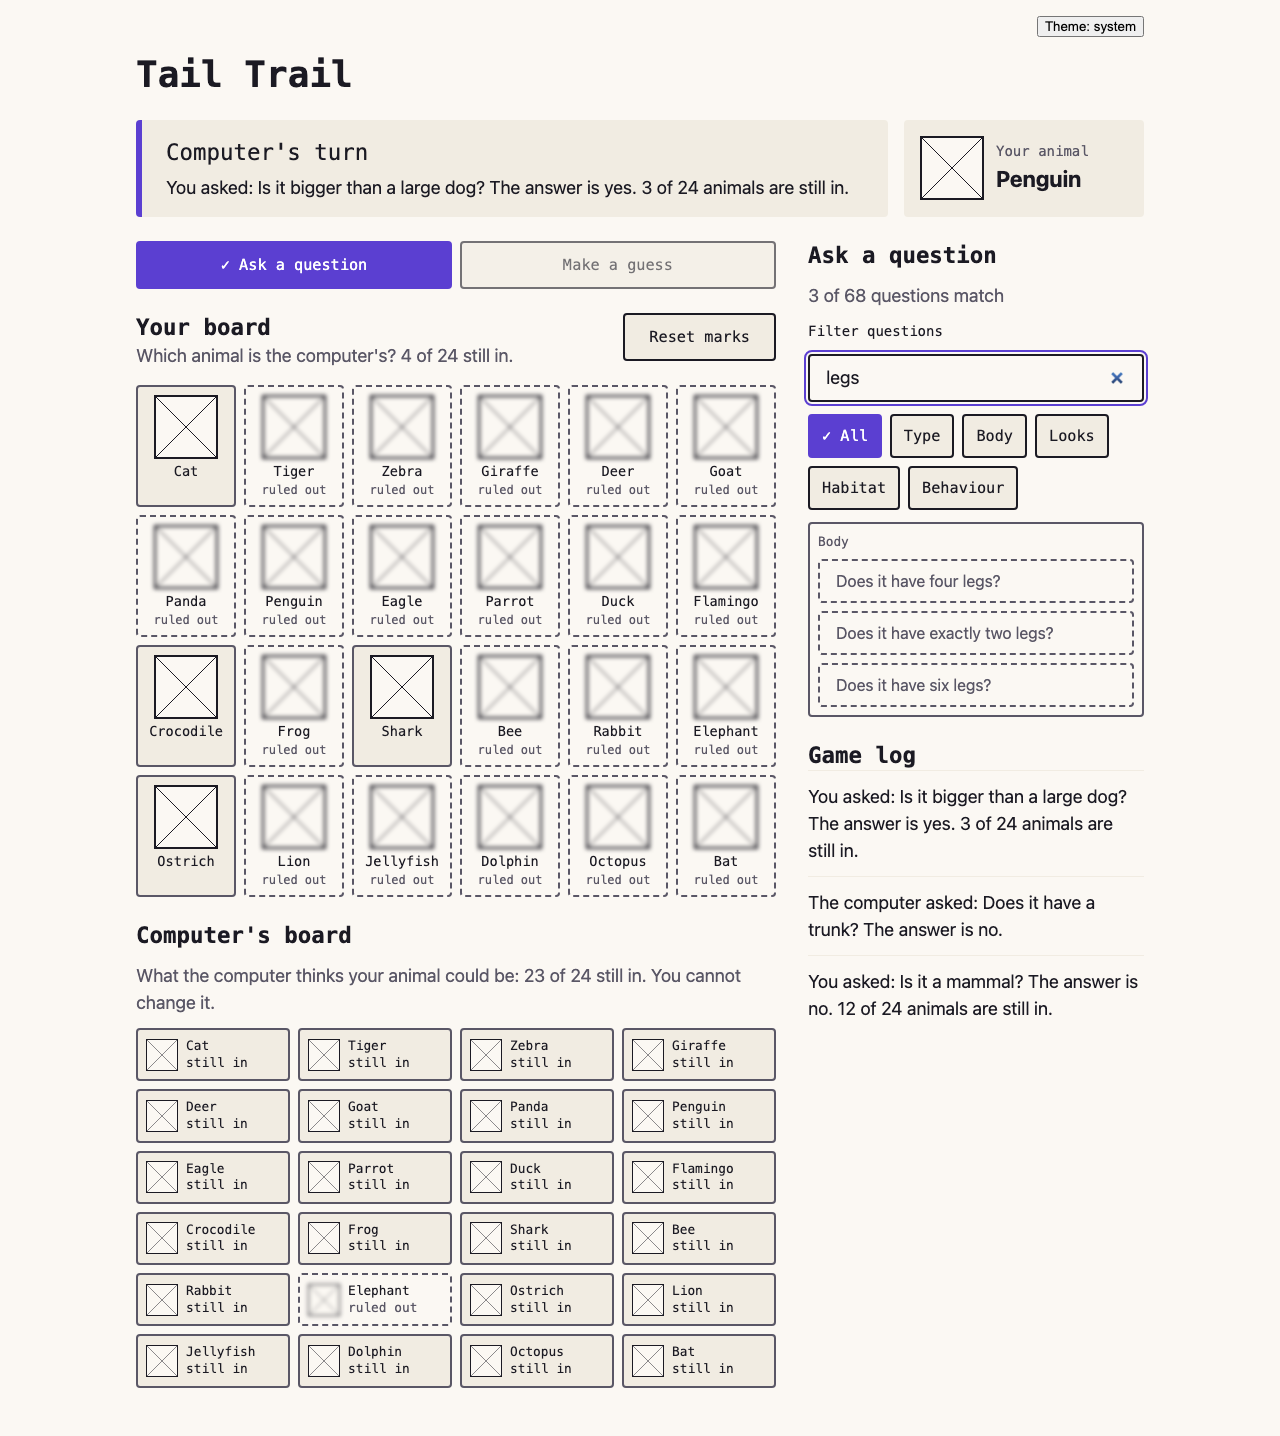 Theme: system
Tail Trail
Computer's turn
You asked: Is it bigger than a large dog? The answer is yes. 3 of 24 animals are still in.
Your animal
Penguin
✓ Ask a question
Make a guess
Your board
Which animal is the computer's? 4 of 24 still in.
Reset marks
Cat
Tiger
ruled out
Zebra
ruled out
Giraffe
ruled out
Deer
ruled out
Goat
ruled out
Panda
ruled out
Penguin
ruled out
Eagle
ruled out
Parrot
ruled out
Duck
ruled out
Flamingo
ruled out
Crocodile
Frog
ruled out
Shark
Bee
ruled out
Rabbit
ruled out
Elephant
ruled out
Ostrich
Lion
ruled out
Jellyfish
ruled out
Dolphin
ruled out
Octopus
ruled out
Bat
ruled out
Computer's board
What the computer thinks your animal could be: 23 of 24 still in. You cannot
change it.
Cat
still in
Tiger
still in
Zebra
still in
Giraffe
still in
Deer
still in
Goat
still in
Panda
still in
Penguin
still in
Eagle
still in
Parrot
still in
Duck
still in
Flamingo
still in
Crocodile
still in
Frog
still in
Shark
still in
Bee
still in
Rabbit
still in
Elephant
ruled out
Ostrich
still in
Lion
still in
Jellyfish
still in
Dolphin
still in
Octopus
still in
Bat
still in
Ask a question
3 of 68 questions match
Filter questions
legs
✓ All
Type
Body
Looks
Habitat
Behaviour
Body
Does it have four legs?
Does it have exactly two legs?
Does it have six legs?
Game log
You asked: Is it bigger than a large dog?
The answer is yes. 3 of 24 animals are
still in.
The computer asked: Does it have a
trunk? The answer is no.
You asked: Is it a mammal? The answer is
no. 12 of 24 animals are still in.